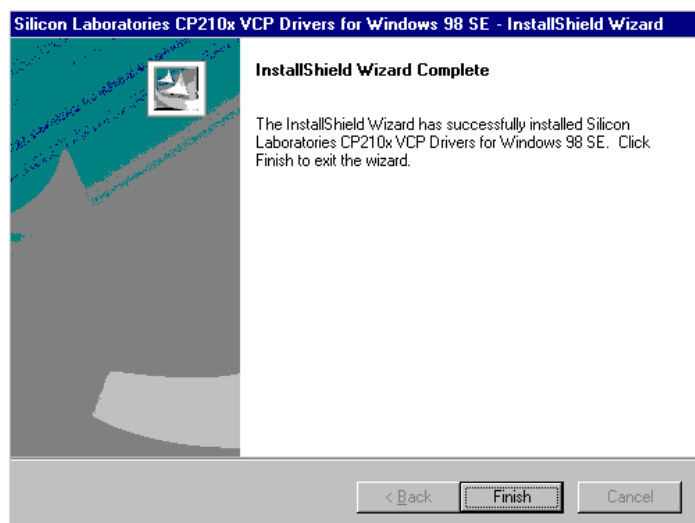 Silicon Laboratories CP210x VCP Drivers for Windows 98 SE - InstallShield Wizard
InstallShield Wizard Complete
The InstallShield Wizard has successfully installed Silicon
Laboratories CP210x VCP Drivers for Windows 98 SE.  Click
Finish to exit the wizard.
< Back
Finish
Cancel